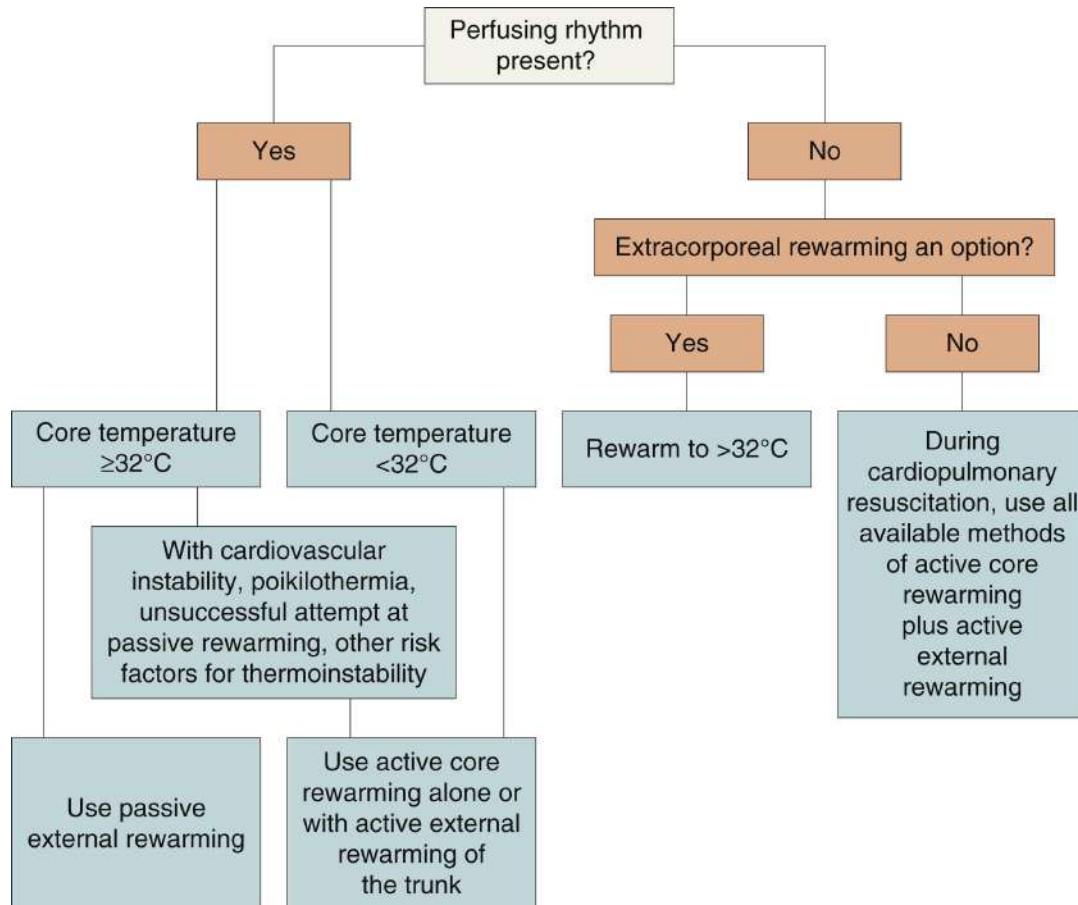 Perfusing rhythm
present?
Yes
No
Extracorporeal rewarming an option?
Yes
No
Core temperature
≥32°C
Core temperature
<32°C
Rewarm to >32°C
During
cardiopulmonary
resuscitation, use all
available methods
of active core
rewarming
plus active
external
rewarming
With cardiovascular
instability, poikilothermia,
unsuccessful attempt at
passive rewarming, other risk
factors for thermoinstability
Use passive
external rewarming
Use active core
rewarming alone or
with active external
rewarming of
the trunk